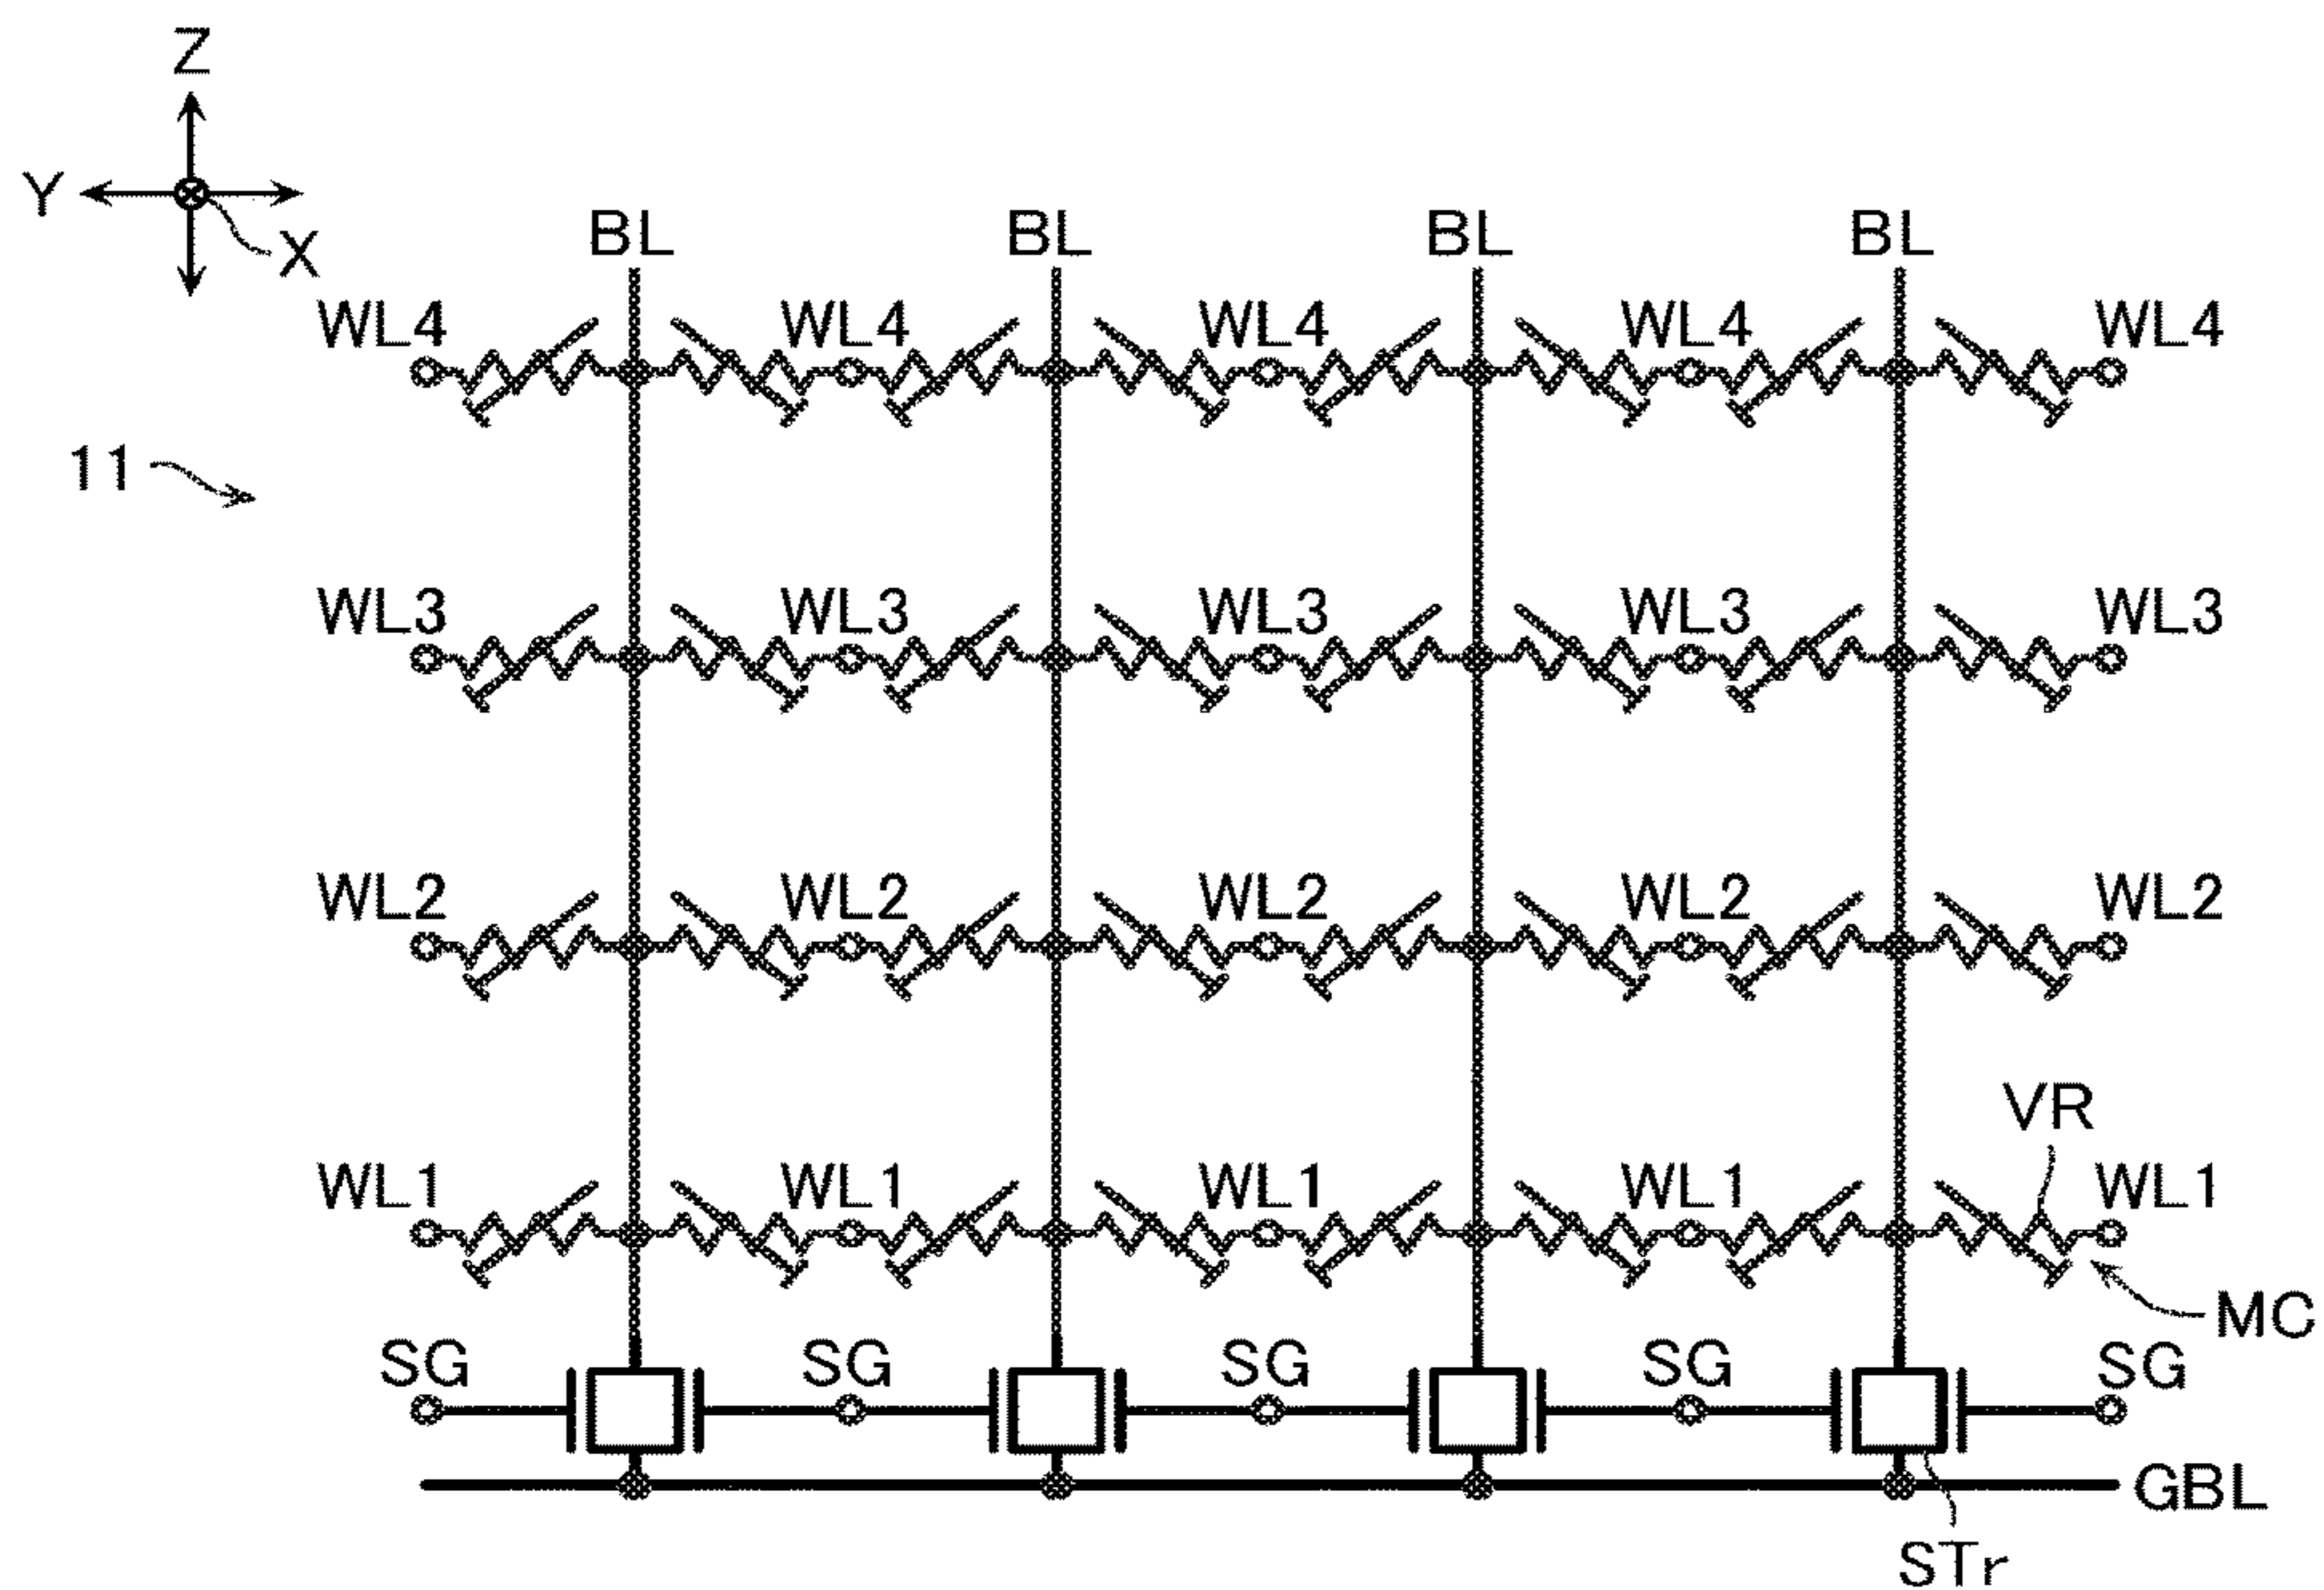 Z
Y
X
BL BL BL BL
WL4 WL4 WL4 WL4 WL4
11
WL3 WL3 WL3 WL3 WL3
WL2 WL2 WL2 WL2 WL2
VR
WL1 WL1 WL1 WL1 WL1
MC
SG SG SG SG SG
GBL
STr